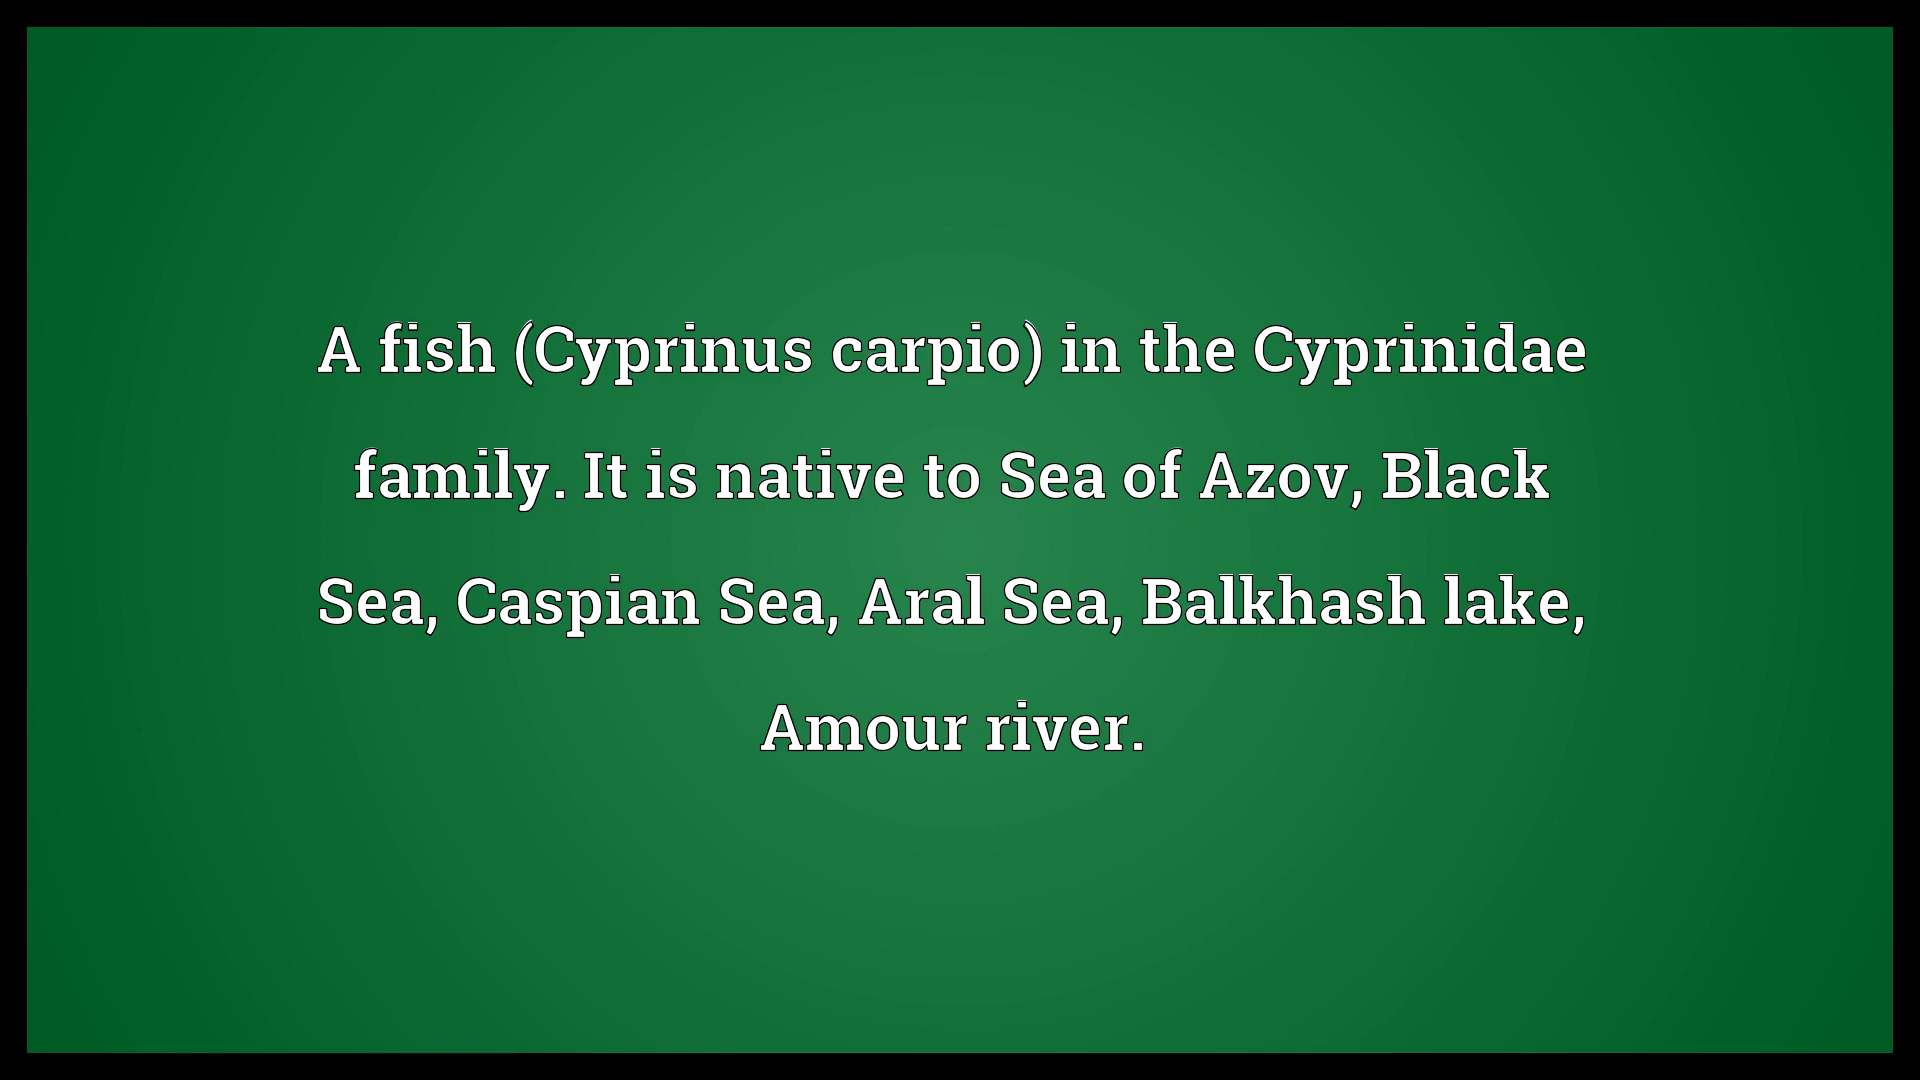 A fish (Cyprinus carpio) in the Cyprinidae
family. It is native to Sea of Azov, Black
Sea, Caspian Sea, Aral Sea, Balkhash lake,
Amour river.